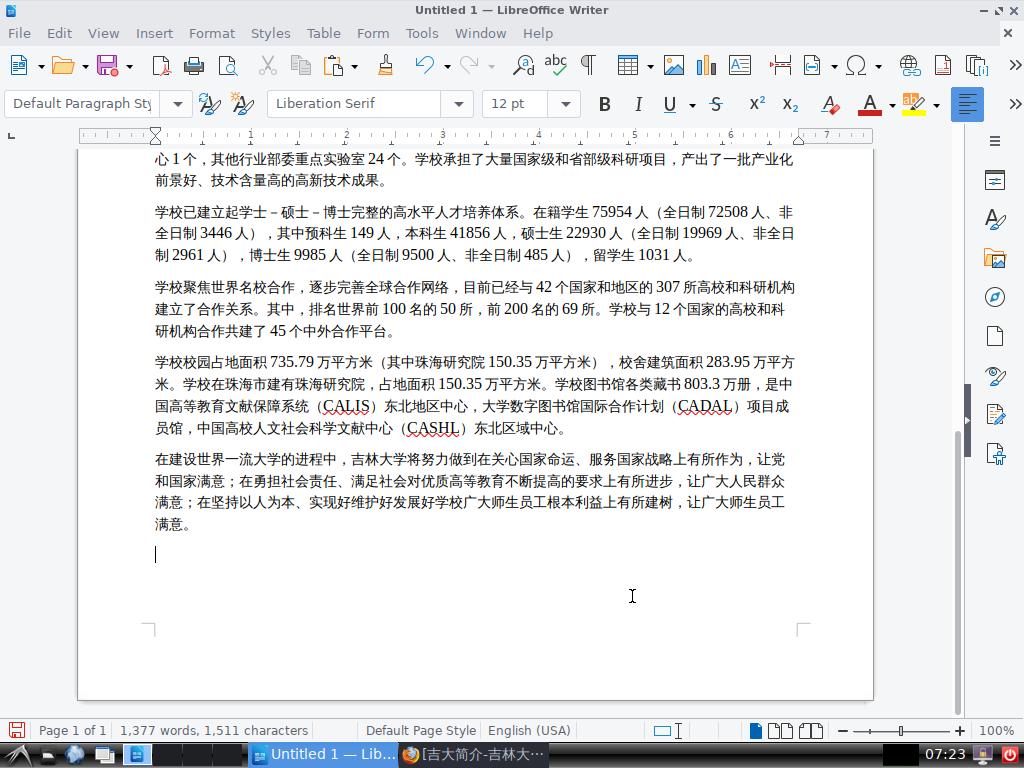 Untitled 1 — LibreOffice Writer
File Edit View Insert Format Styles Table Form Tools Window Help
Default Paragraph Sty Liberation Serif 12 pt
1 2 3 4 5 6 7
心 1 个，其他行业部委重点实验室 24 个。学校承担了大量国家级和省部级科研项目，产出了一批产业化
前景好、技术含量高的高新技术成果。
学校已建立起学士－硕士－博士完整的高水平人才培养体系。在籍学生 75954 人（全日制 72508 人、非
全日制 3446 人），其中预科生 149 人，本科生 41856 人，硕士生 22930 人（全日制 19969 人、非全日
制 2961 人），博士生 9985 人（全日制 9500 人、非全日制 485 人），留学生 1031 人。
学校聚焦世界名校合作，逐步完善全球合作网络，目前已经与 42 个国家和地区的 307 所高校和科研机构
建立了合作关系。其中，排名世界前 100 名的 50 所，前 200 名的 69 所。学校与 12 个国家的高校和科
研机构合作共建了 45 个中外合作平台。
学校校园占地面积 735.79 万平方米（其中珠海研究院 150.35 万平方米），校舍建筑面积 283.95 万平方
米。学校在珠海市建有珠海研究院，占地面积 150.35 万平方米。学校图书馆各类藏书 803.3 万册，是中
国高等教育文献保障系统（CALIS）东北地区中心，大学数字图书馆国际合作计划（CADAL）项目成
员馆，中国高校人文社会科学文献中心（CASHL）东北区域中心。
在建设世界一流大学的进程中，吉林大学将努力做到在关心国家命运、服务国家战略上有所作为，让党
和国家满意；在勇担社会责任、满足社会对优质高等教育不断提高的要求上有所进步，让广大人民群众
满意；在坚持以人为本、实现好维护好发展好学校广大师生员工根本利益上有所建树，让广大师生员工
满意。
Page 1 of 1 1,377 words, 1,511 characters Default Page Style English (USA) 100%
Untitled 1 — Lib... [吉大简介-吉林大... 07:23